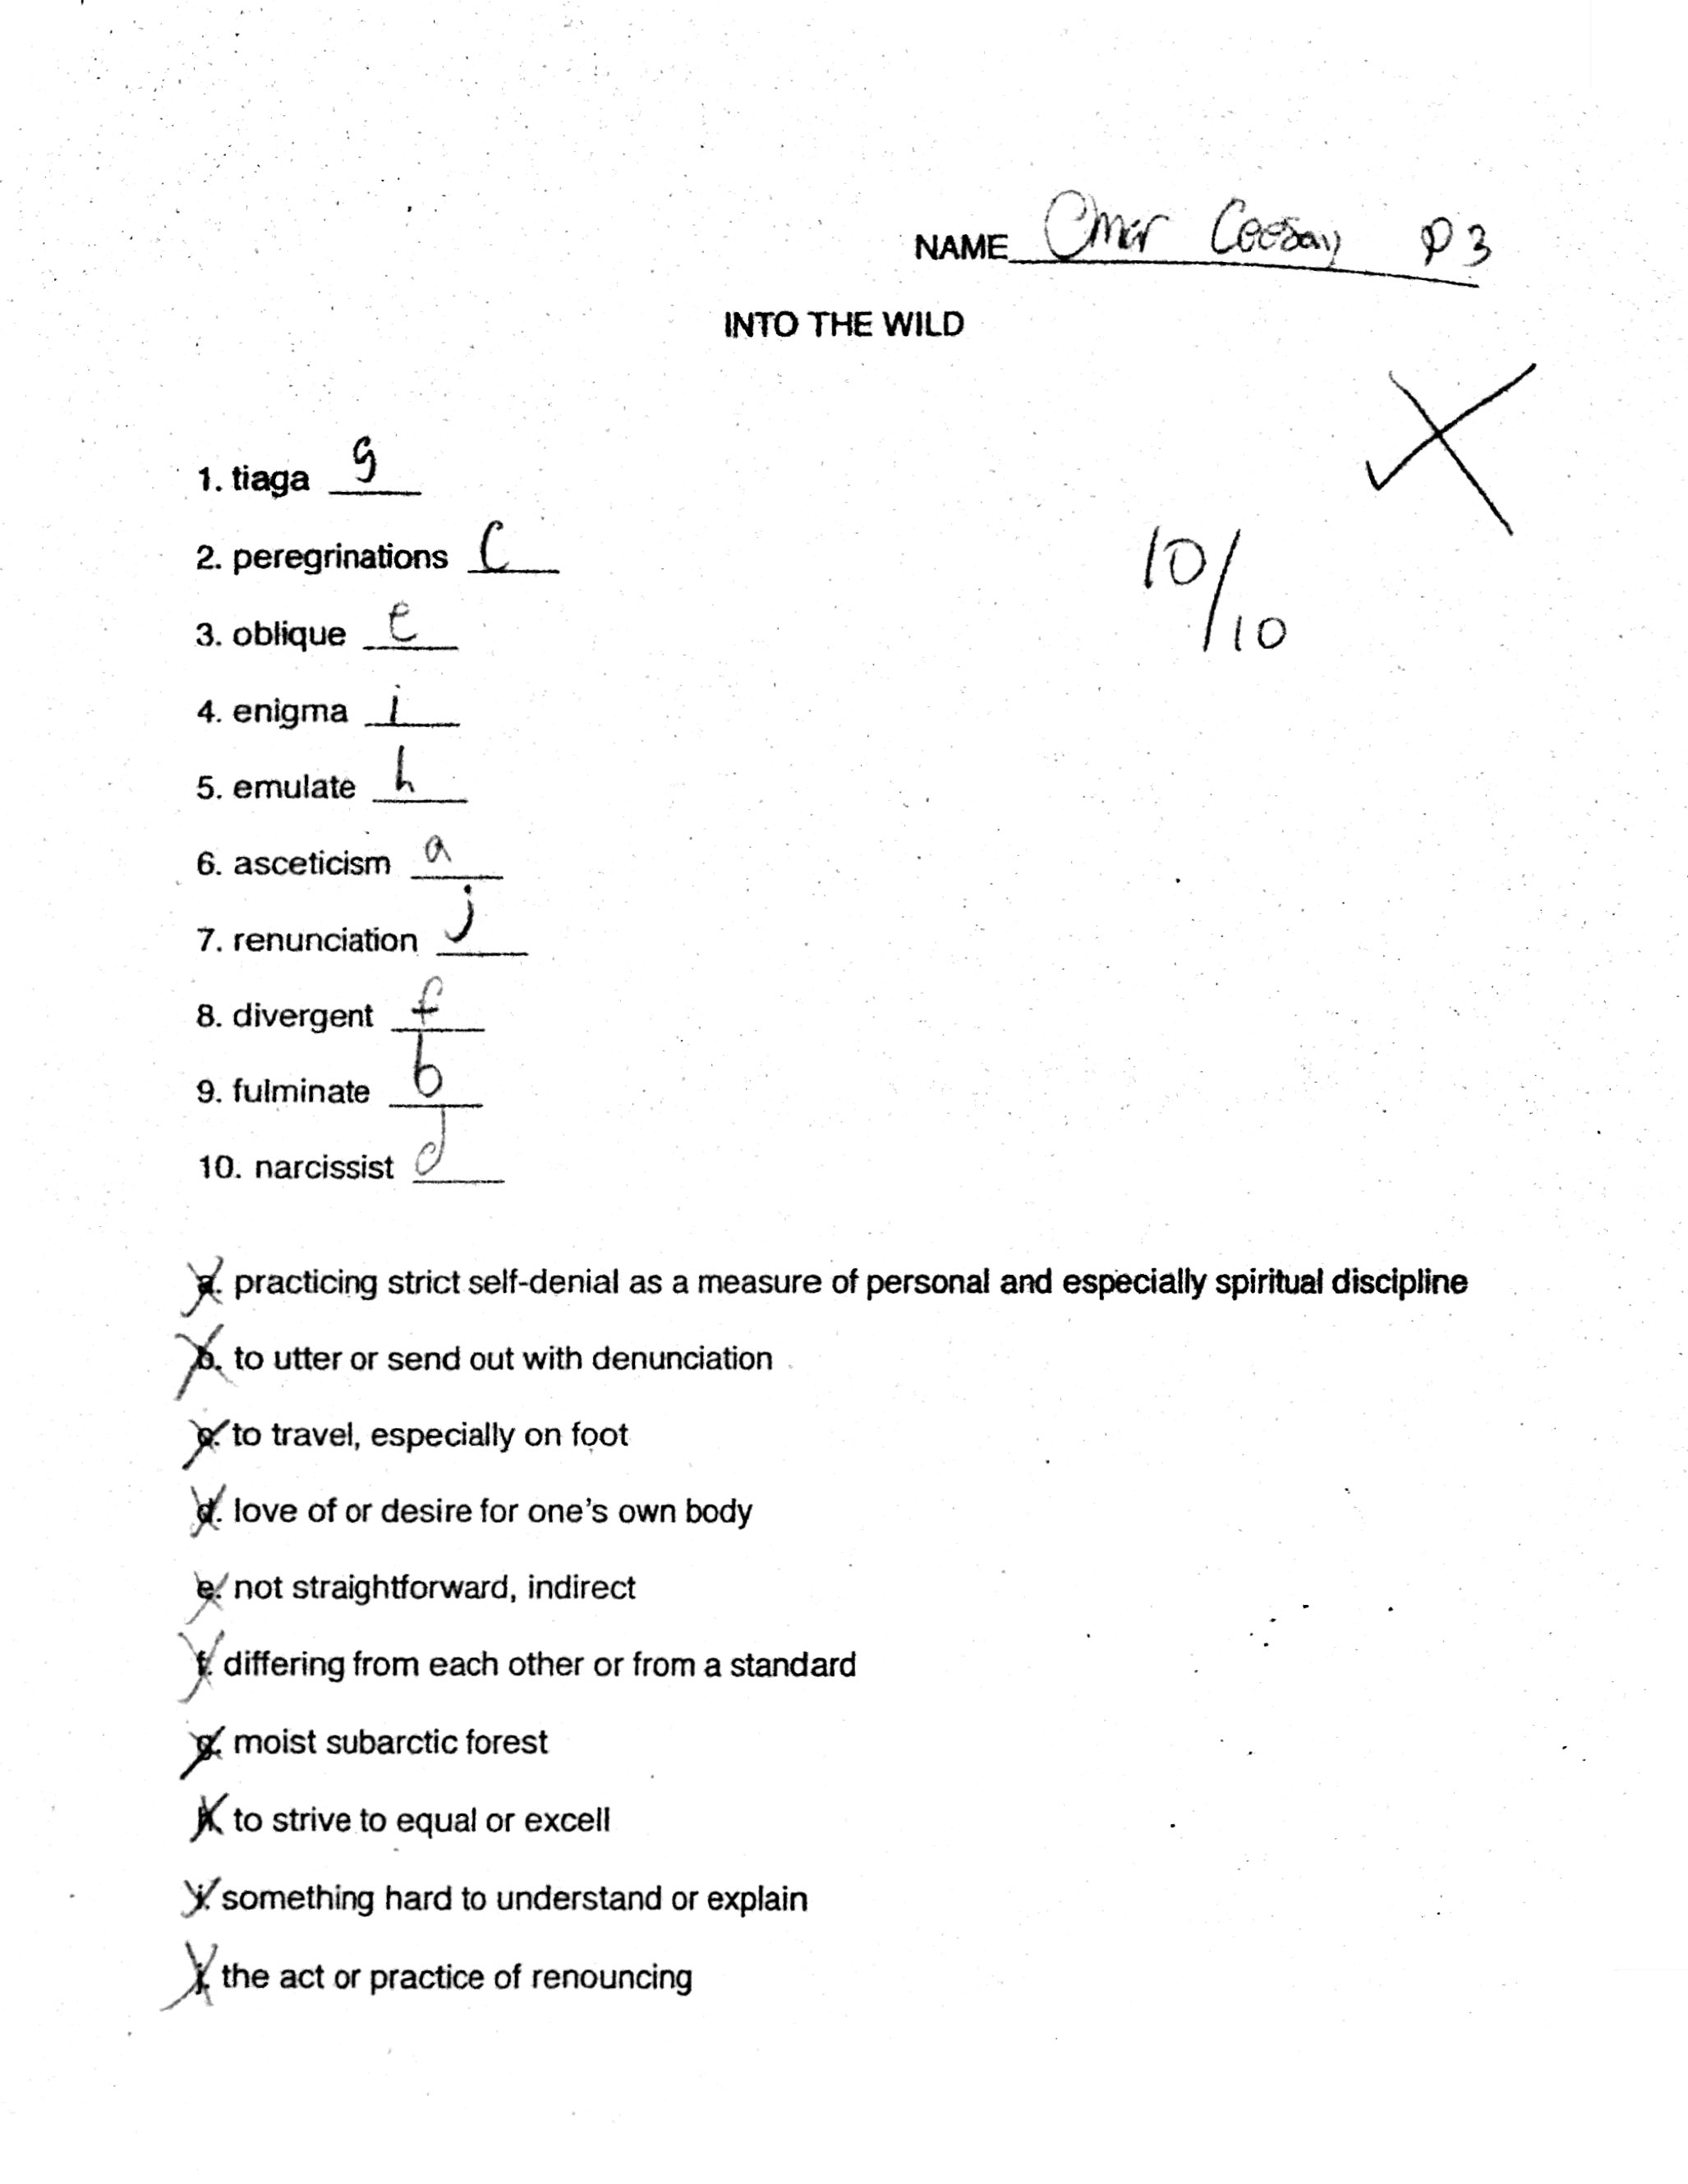 NAME Omar Ceesay P3
INTO THE WILD
1. tiaga g
10/10
2. peregrinations C
3. oblique e
4. enigma i
5. emulate h
6. asceticism a
7. renunciation j
8. divergent f
9. fulminate b
10. narcissist d
a. practicing strict self-denial as a measure of personal and especially spiritual discipline
b. to utter or send out with denunciation
c. to travel, especially on foot
d. love of or desire for one's own body
e. not straightforward, indirect
f. differing from each other or from a standard
g. moist subarctic forest
h. to strive to equal or excell
i. something hard to understand or explain
j. the act or practice of renouncing